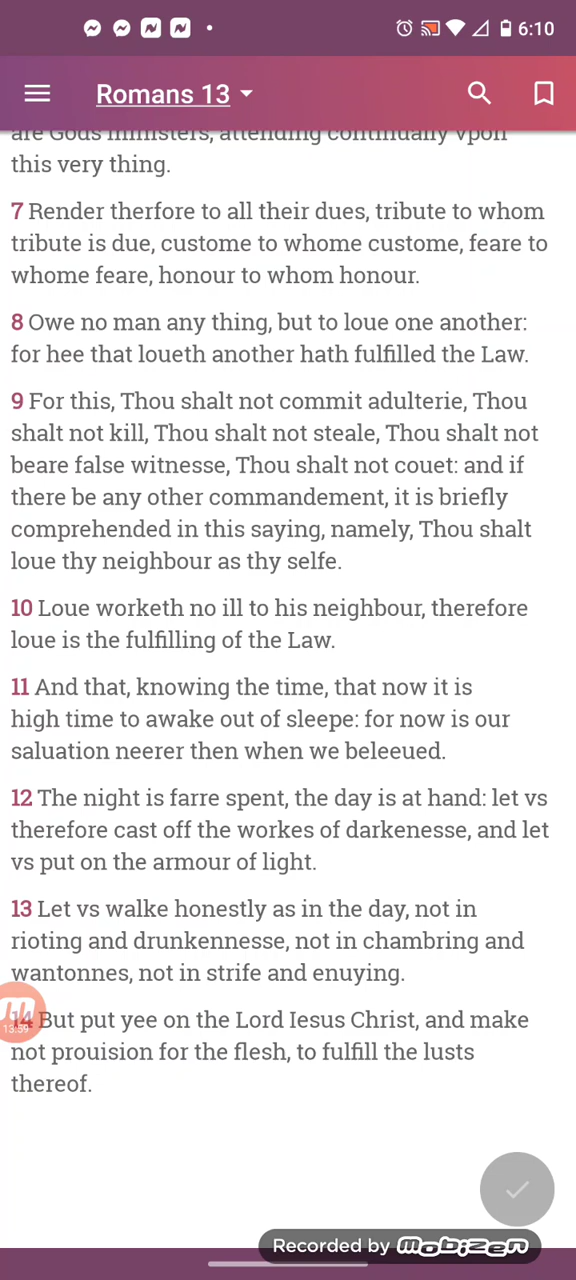 6:10
Romans 13
are Gods ministers, attending continually vpon
this very thing.
7 Render therfore to all their dues, tribute to whom
tribute is due, custome to whome custome, feare to
whome feare, honour to whom honour.
8 Owe no man any thing, but to loue one another:
for hee that loueth another hath fulfilled the Law.
9 For this, Thou shalt not commit adulterie, Thou
shalt not kill, Thou shalt not steale, Thou shalt not
beare false witnesse, Thou shalt not couet: and if
there be any other commandement, it is briefly
comprehended in this saying, namely, Thou shalt
loue thy neighbour as thy selfe.
10 Loue worketh no ill to his neighbour, therefore
loue is the fulfilling of the Law.
11 And that, knowing the time, that now it is
high time to awake out of sleepe: for now is our
saluation neerer then when we beleeued.
12 The night is farre spent, the day is at hand: let vs
therefore cast off the workes of darkenesse, and let
vs put on the armour of light.
13 Let vs walke honestly as in the day, not in
rioting and drunkennesse, not in chambring and
wantonnes, not in strife and enuying.
14 But put yee on the Lord Iesus Christ, and make
not prouision for the flesh, to fulfill the lusts
thereof.
13:59
Recorded by mobizen